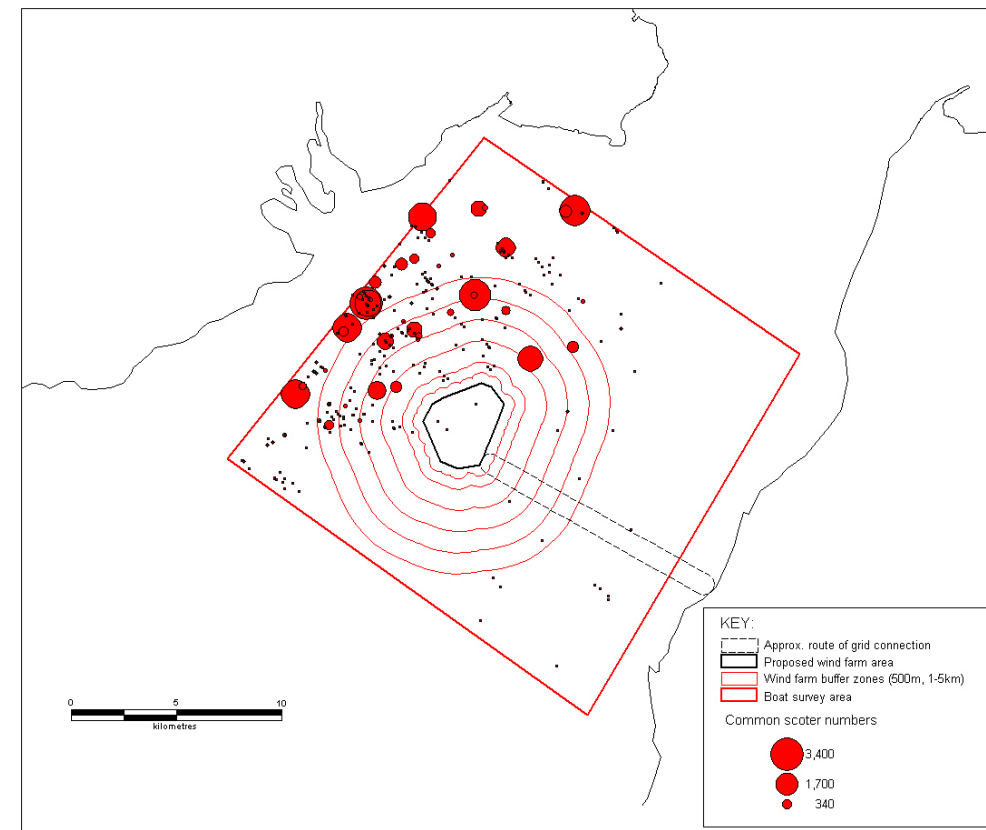 KEY:
Approx. route of grid connection
Proposed wind farm area
Wind farm buffer zones (500m, 1-5km)
Boat survey area
Common scoter numbers
3,400
1,700
340
0 5 10
kilometres